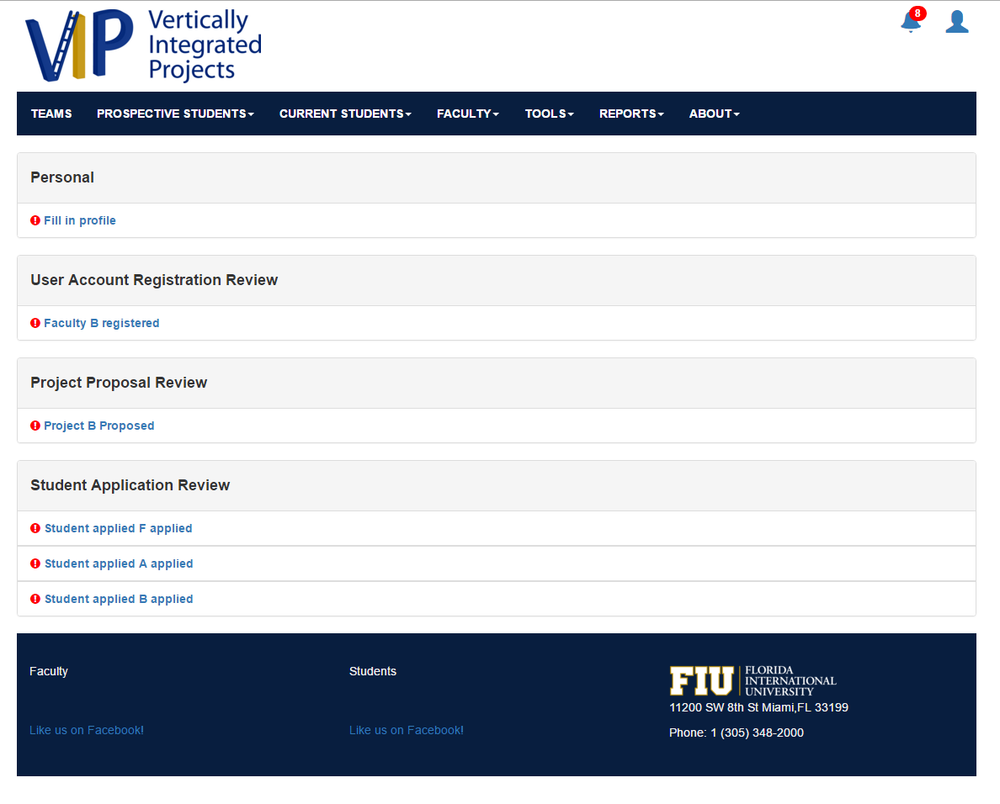 VIP
Vertically
Integrated
Projects
8
TEAMS PROSPECTIVE STUDENTS CURRENT STUDENTS FACULTY TOOLS REPORTS ABOUT
Personal
Fill in profile
User Account Registration Review
Faculty B registered
Project Proposal Review
Project B Proposed
Student Application Review
Student applied F applied
Student applied A applied
Student applied B applied
Faculty
Like us on Facebook!
Students
Like us on Facebook!
FIU
FLORIDA
INTERNATIONAL
UNIVERSITY
11200 SW 8th St Miami,FL 33199
Phone: 1 (305) 348-2000